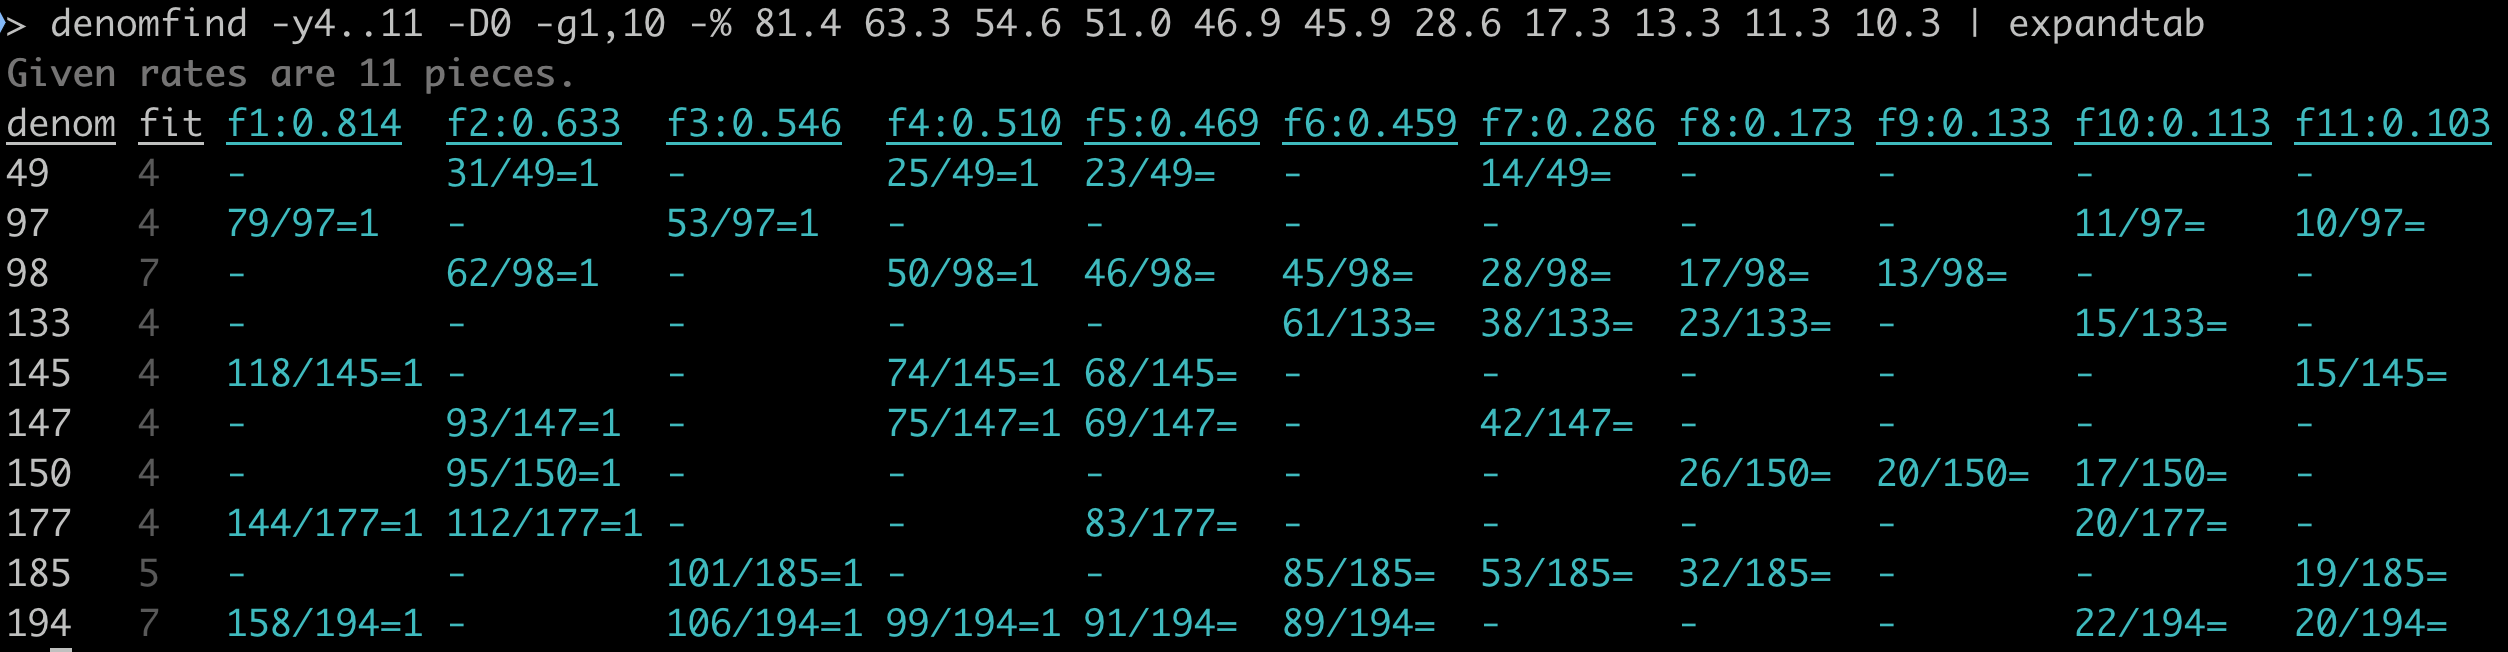 > denomfind -y4..11 -D0 -g1,10 -% 81.4 63.3 54.6 51.0 46.9 45.9 28.6 17.3 13.3 11.3 10.3 | expandtab
Given rates are 11 pieces.
denom fit f1:0.814 f2:0.633 f3:0.546 f4:0.510 f5:0.469 f6:0.459 f7:0.286 f8:0.173 f9:0.133 f10:0.113 f11:0.103
49 4 - 31/49=1 - 25/49=1 23/49= - 14/49= - - - -
97 4 79/97=1 - 53/97=1 - - - - - - 11/97= 10/97=
98 7 - 62/98=1 - 50/98=1 46/98= 45/98= 28/98= 17/98= 13/98= - -
133 4 - - - - - 61/133= 38/133= 23/133= - 15/133= -
145 4 118/145=1 - - 74/145=1 68/145= - - - - - 15/145=
147 4 - 93/147=1 - 75/147=1 69/147= - 42/147= - - - -
150 4 - 95/150=1 - - - - - 26/150= 20/150= 17/150= -
177 4 144/177=1 112/177=1 - - 83/177= - - - - 20/177= -
185 5 - - 101/185=1 - - 85/185= 53/185= 32/185= - - 19/185=
194 7 158/194=1 - 106/194=1 99/194=1 91/194= 89/194= - - - 22/194= 20/194=